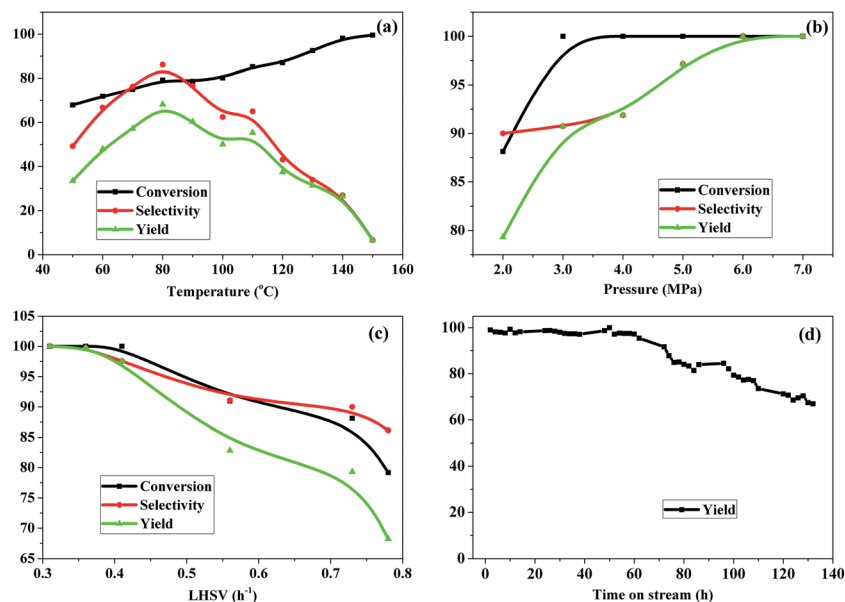 (a)
100
80
60
40
20
0
Conversion
Selectivity
Yield
40 60 80 100 120 140 160
Temperature (°C)
(b)
100
95
90
85
80
Conversion
Selectivity
Yield
2.0 3.0 4.0 5.0 6.0 7.0
Pressure (MPa)
(c)
105
100
95
90
85
80
75
70
65
Conversion
Selectivity
Yield
0.3 0.4 0.5 0.6 0.7 0.8
LHSV (h⁻¹)
(d)
100
80
60
40
20
0
Yield
0 20 40 60 80 100 120 140
Time on stream (h)